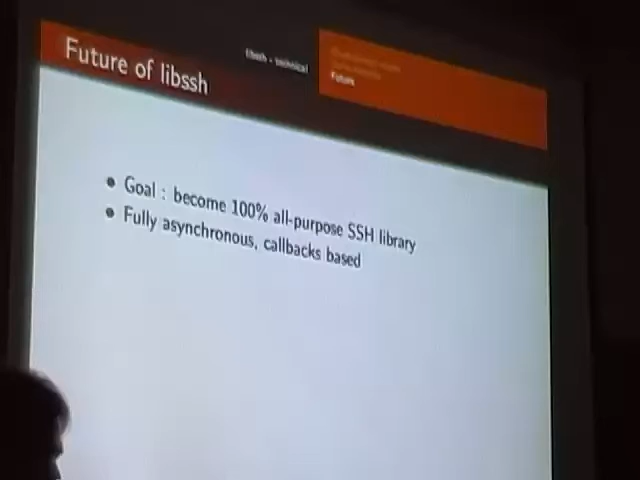 Future of libssh
libssh - technical
Future
Goal : become 100% all-purpose SSH library
Fully asynchronous, callbacks based